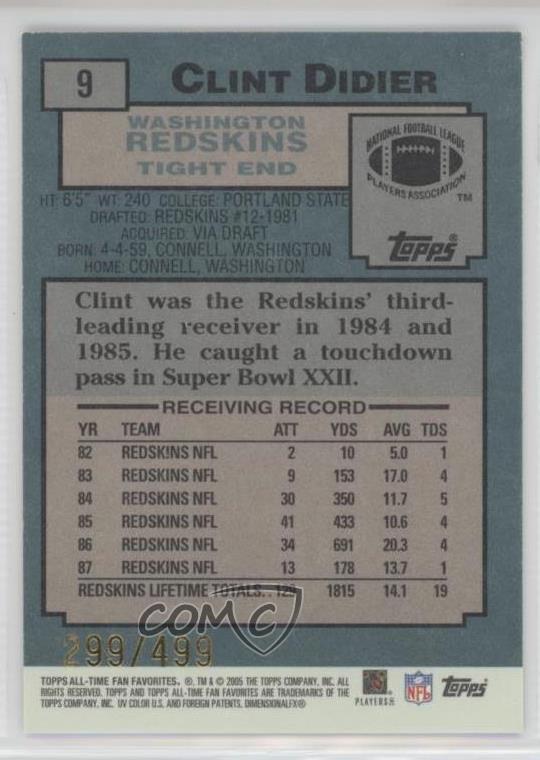 9
CLINT DIDIER
WASHINGTON
REDSKINS
TIGHT END
NATIONAL FOOTBALL LEAGUE
PLAYERS ASSOCIATION
TM
topps®
HT: 6'5" WT: 240 COLLEGE: PORTLAND STATE
DRAFTED: REDSKINS #12-1981
ACQUIRED: VIA DRAFT
BORN: 4-4-59, CONNELL, WASHINGTON
HOME: CONNELL, WASHINGTON
Clint was the Redskins' third-
leading receiver in 1984 and
1985. He caught a touchdown
pass in Super Bowl XXII.
RECEIVING RECORD
YR TEAM ATT YDS AVG TDS
82 REDSKINS NFL 2 10 5.0 1
83 REDSKINS NFL 9 153 17.0 4
84 REDSKINS NFL 30 350 11.7 5
85 REDSKINS NFL 41 433 10.6 4
86 REDSKINS NFL 34 691 20.3 4
87 REDSKINS NFL 13 178 13.7 1
REDSKINS LIFETIME TOTALS. . 129 1815 14.1 19
COMC
299/499
TOPPS ALL-TIME FAN FAVORITES. ®, TM & © 2005 THE TOPPS COMPANY, INC. ALL
RIGHTS RESERVED. TOPPS AND TOPPS ALL-TIME FAN FAVORITES ARE TRADEMARKS OF THE
TOPPS COMPANY, INC. UV COLOR U.S. AND FOREIGN PATENTS. DIMENSIONALFX®
PLAYERS INC
NFL
topps®